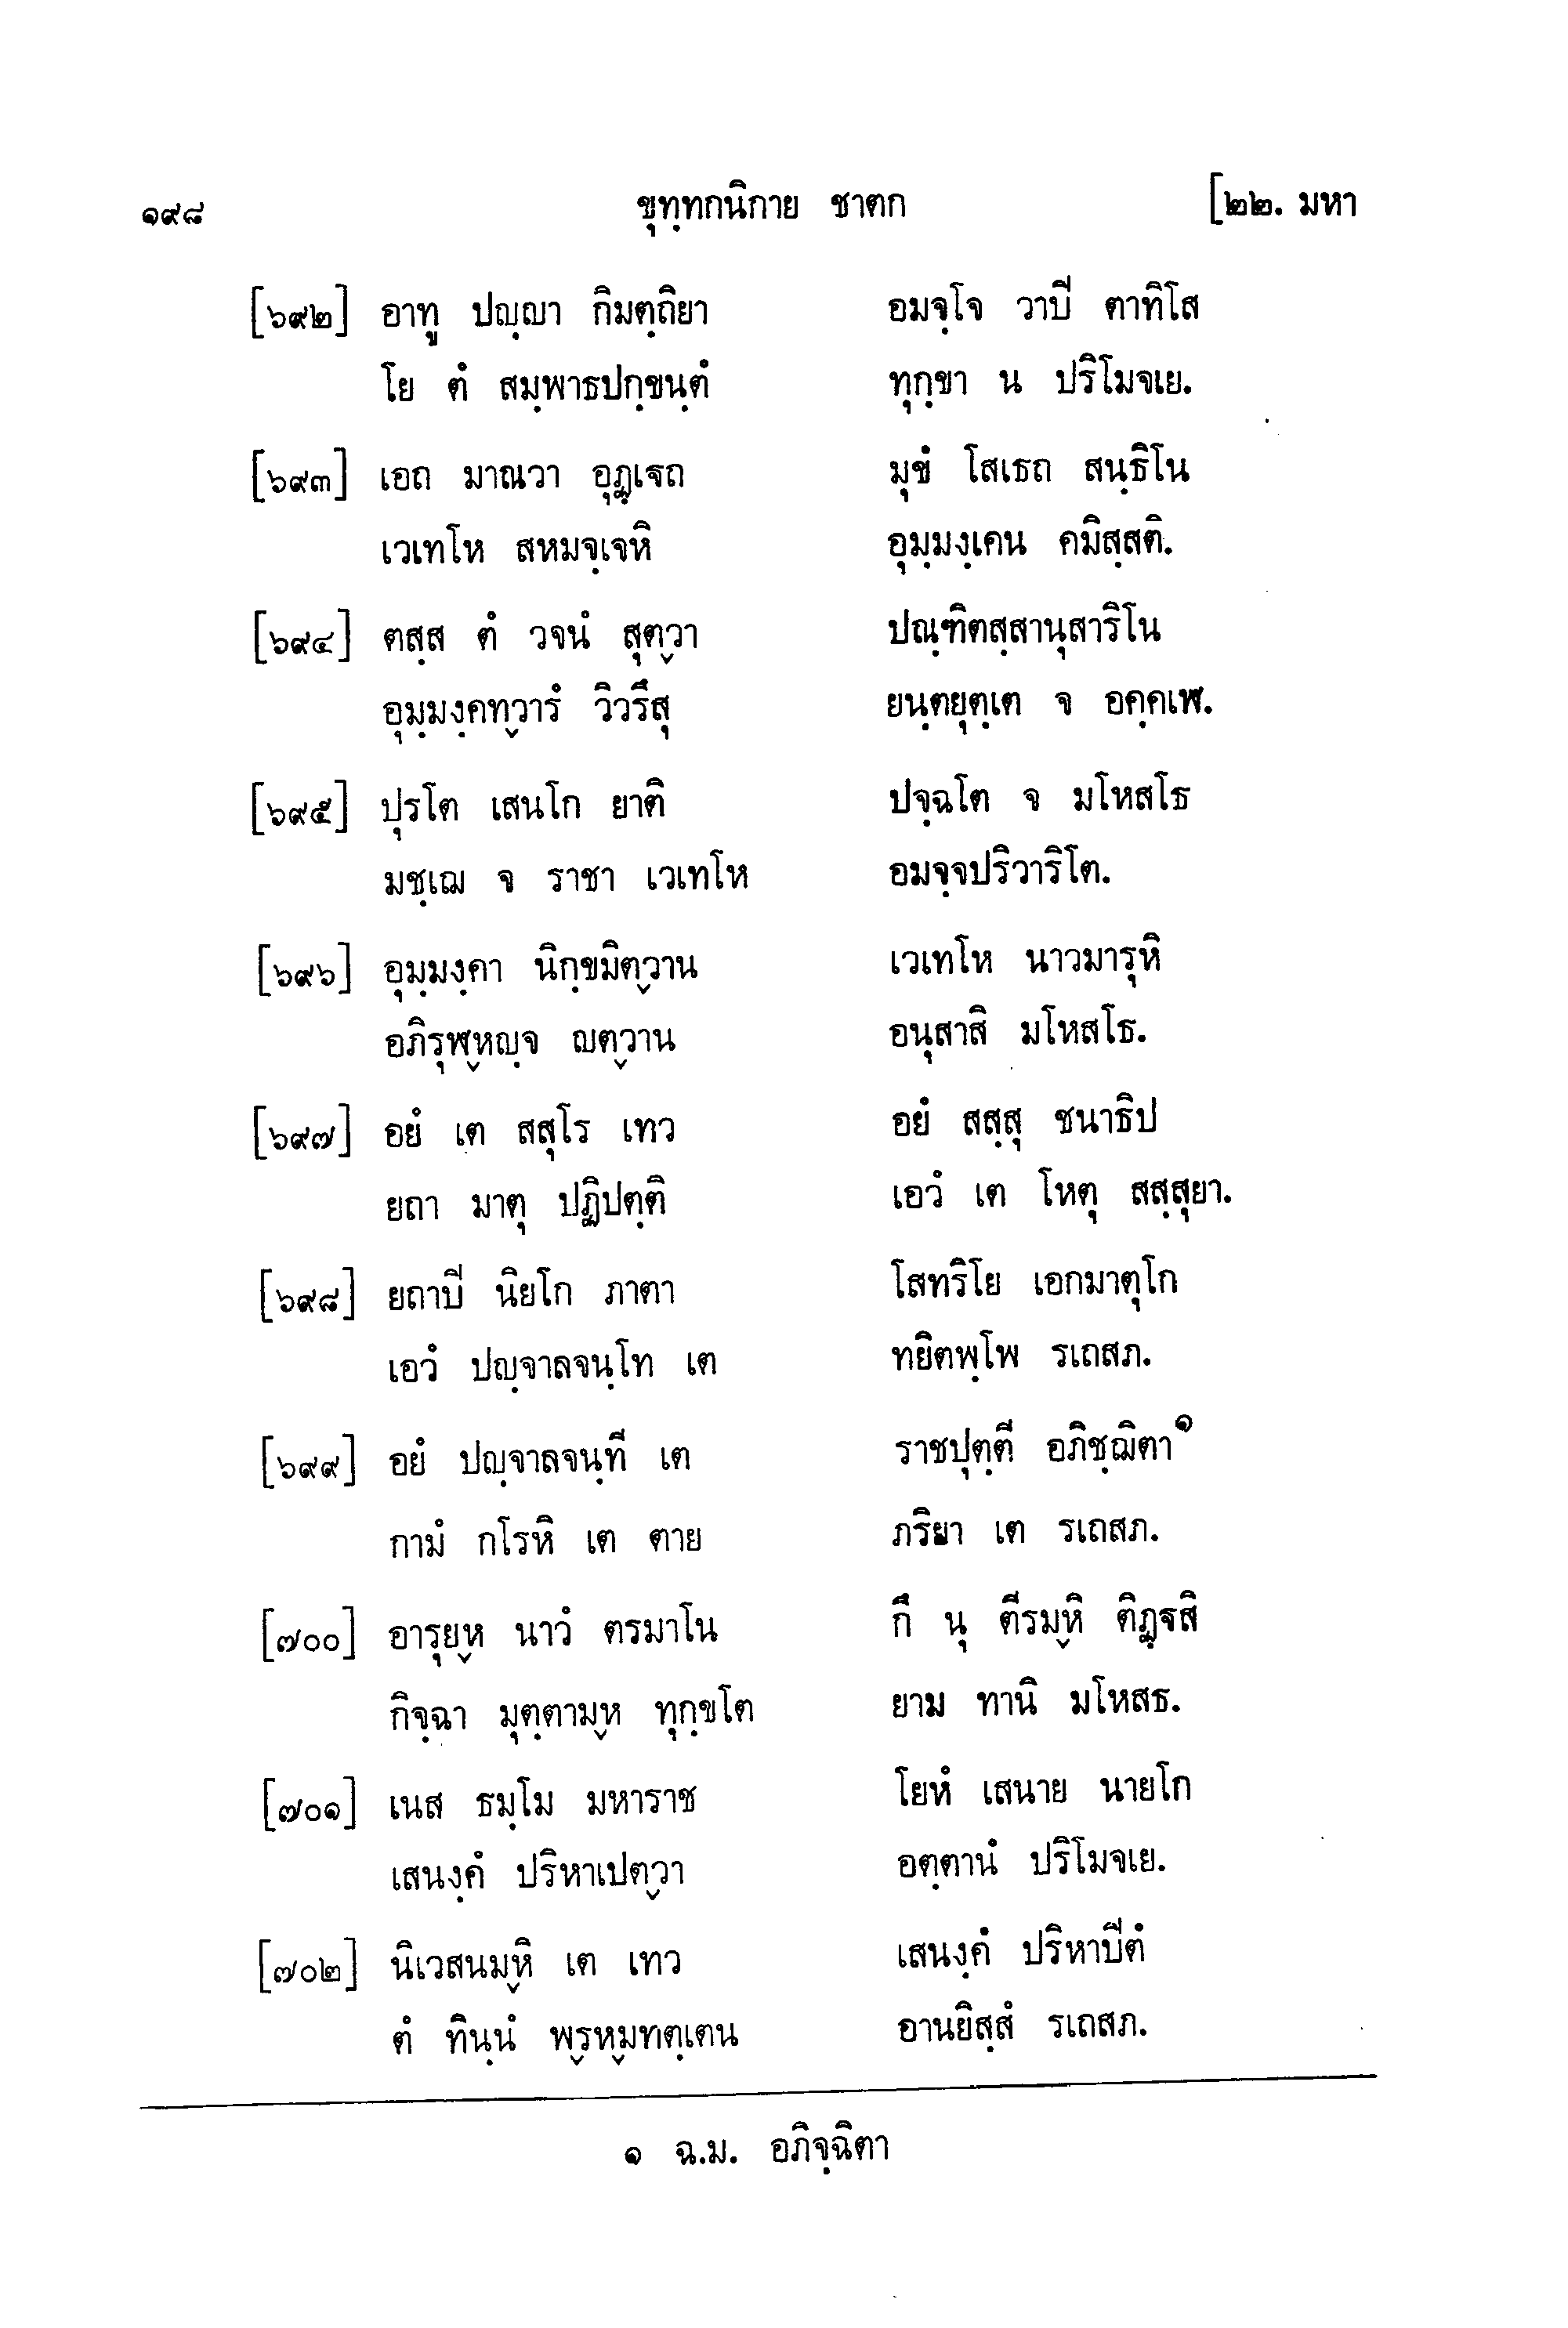 ๑๙๘ ขุทฺทกนิกาย ชาตก [๒๒. มหา
[๖๙๒] อาทู ปญฺญา กิมตฺถิยา อมจฺโจ วาปิ ตาทิโส
โย ตํ สมฺพาธปกฺขนฺตํ ทุกฺขา น ปริโมจเย.
[๖๙๓] เอถ มาณวา อุฏฺเฐถ มุขํ โสเธถ สนฺธิโน
เวเทโห สหมจฺเจหิ อุมฺมงฺเคน คมิสฺสติ.
[๖๙๔] ตสฺส ตํ วจนํ สุตฺวา ปณฺฑิตสฺสานุสาริโน
อุมฺมงฺคทฺวารํ วิวรึสุ ยนฺตยุตฺเต จ อคฺคเฬ.
[๖๙๕] ปุรโต เสนโก ยาติ ปจฺฉโต จ มโหสโธ
มชฺเฌ จ ราชา เวเทโห อมจฺจปริวาริโต.
[๖๙๖] อุมฺมงฺคา นิกฺขมิตฺวาน เวเทโห นาวมารุหิ
อภิรุฬฺหญฺจ ญตฺวาน อนุสาสิ มโหสโธ.
[๖๙๗] อยํ เต สสุโร เทว อยํ สสฺสุ ชนาธิป
ยถา มาตุ ปฏิปตฺติ เอวํ เต โหตุ สสฺสุยา.
[๖๙๘] ยถาปิ นิยโก ภาตา โสทริโย เอกมาตุโก
เอวํ ปญฺจาลจนฺโท เต ทยิตพฺโพ รเถสภ.
[๖๙๙] อยํ ปญฺจาลจนฺที เต ราชปุตฺตี อภิชฺฌิตา๑
กามํ กโรหิ เต ตาย ภริยา เต รเถสภ.
[๗๐๐] อารุยฺห นาวํ ตรมาโน กึ นุ ตีรมฺหิ ติฏฺฐสิ
กิจฺฉา มุตฺตามฺห ทุกฺขโต ยาม ทานิ มโหสธ.
[๗๐๑] เนส ธมฺโม มหาราช โยหํ เสนาย นายโก
เสนงฺคํ ปริหาเปตฺวา อตฺตานํ ปริโมจเย.
[๗๐๒] นิเวสนมฺหิ เต เทว เสนงฺคํ ปริหาปิตํ
ตํ ทินฺนํ พฺรหฺมทตฺเตน อานยิสฺสํ รเถสภ.
๑ ฉ.ม. อภิจฺฉิตา